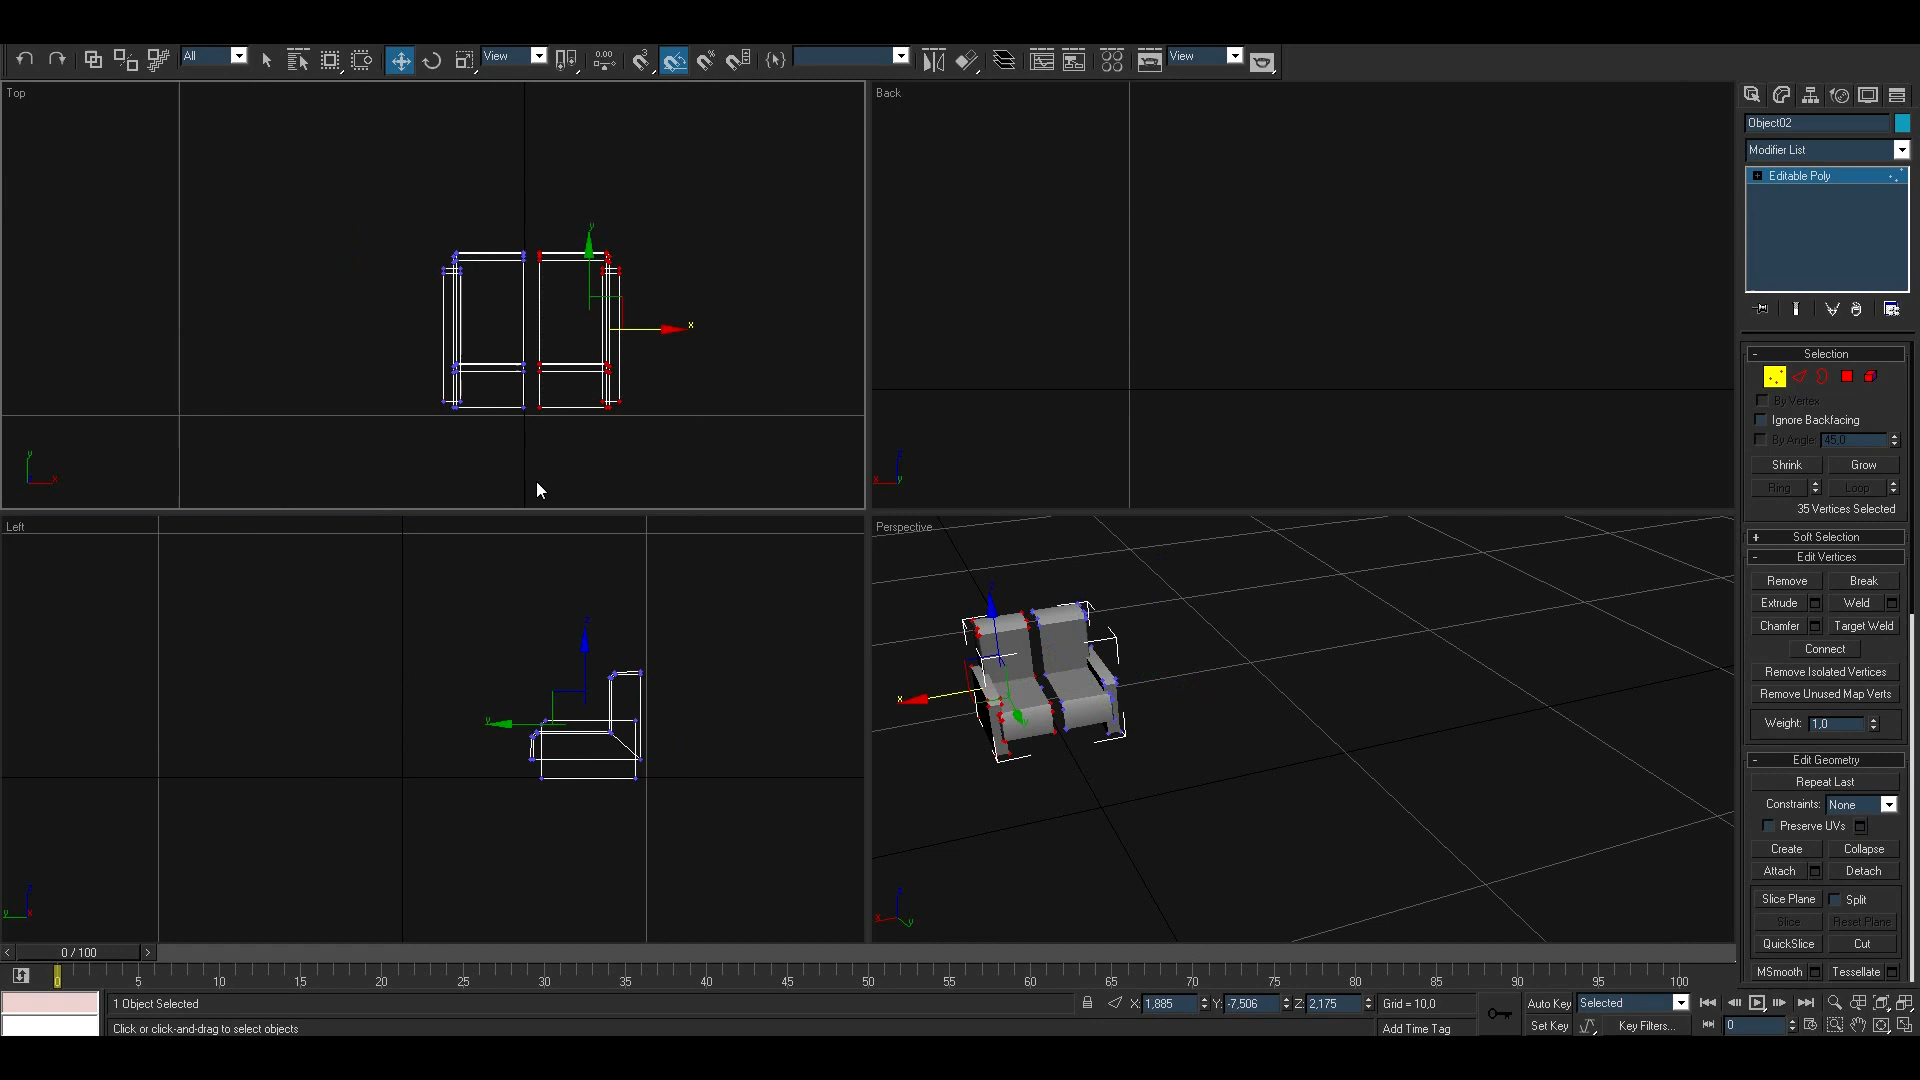 All
View
0.00
View
Top
Back
Object02
Modifier List
Editable Poly
y
x
y
x
z
x
y
Selection
By Vertex
Ignore Backfacing
By Angle: 45,0
Shrink
Grow
Ring
Loop
35 Vertices Selected
Left
Perspective
Soft Selection
Edit Vertices
Remove
Break
Extrude
Weld
Chamfer
Target Weld
Connect
Remove Isolated Vertices
Remove Unused Map Verts
Weight: 1,0
z
y
z
x
y
Edit Geometry
Repeat Last
Constraints: None
Preserve UVs
Create
Collapse
Attach
Detach
Slice Plane
Split
Slice
Reset Plane
QuickSlice
Cut
MSmooth
Tessellate
z
y
x
z
x
y
< 0 / 100 >
0 5 10 15 20 25 30 35 40 45 50 55 60 65 70 75 80 85 90 95 100
1 Object Selected
X: 1,885 Y: -7,506 Z: 2,175
Grid = 10,0
Auto Key
Selected
Click or click-and-drag to select objects
Add Time Tag
Set Key
Key Filters...
0